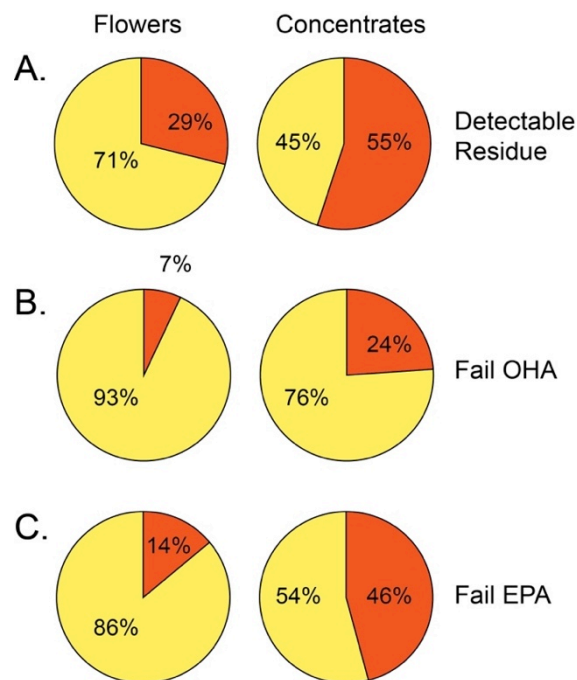 Flowers
Concentrates
A.
29%
71%
45%
55%
Detectable
Residue
B.
7%
93%
24%
76%
Fail OHA
C.
14%
86%
54%
46%
Fail EPA